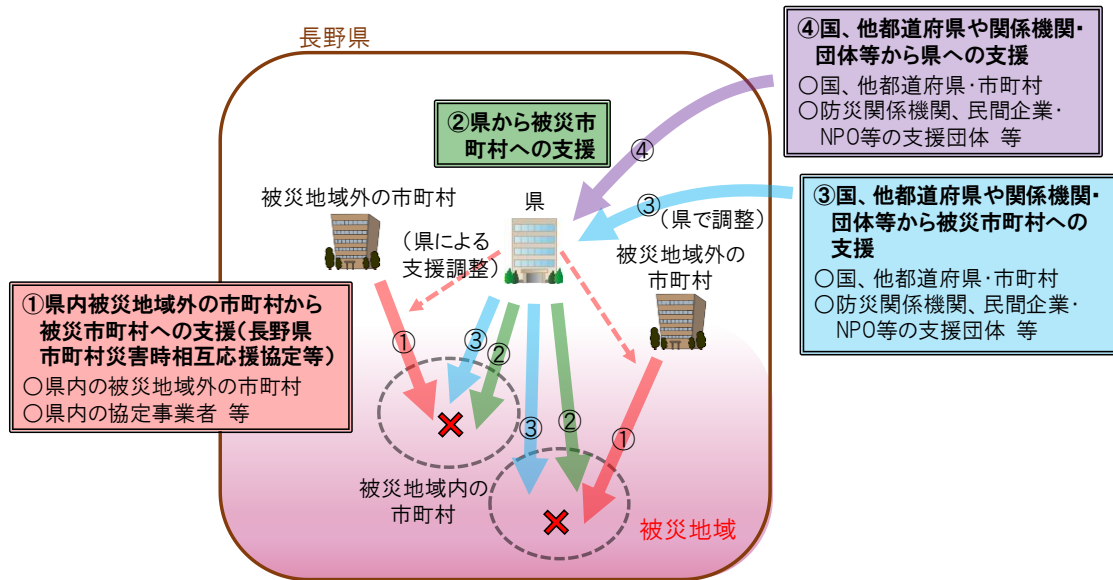 長野県
④国、他都道府県や関係機関・
団体等から県への支援
○国、他都道府県・市町村
○防災関係機関、民間企業・
NPO等の支援団体 等
②県から被災市
町村への支援
④
③国、他都道府県や関係機関・
団体等から被災市町村への
支援
○国、他都道府県・市町村
○防災関係機関、民間企業・
NPO等の支援団体 等
被災地域外の市町村
県
③(県で調整)
(県による
支援調整)
被災地域外の
市町村
①県内被災地域外の市町村から
被災市町村への支援(長野県
市町村災害時相互応援協定等)
○県内の被災地域外の市町村
○県内の協定事業者 等
①
③
②
③
②
①
被災地域内の
市町村
被災地域